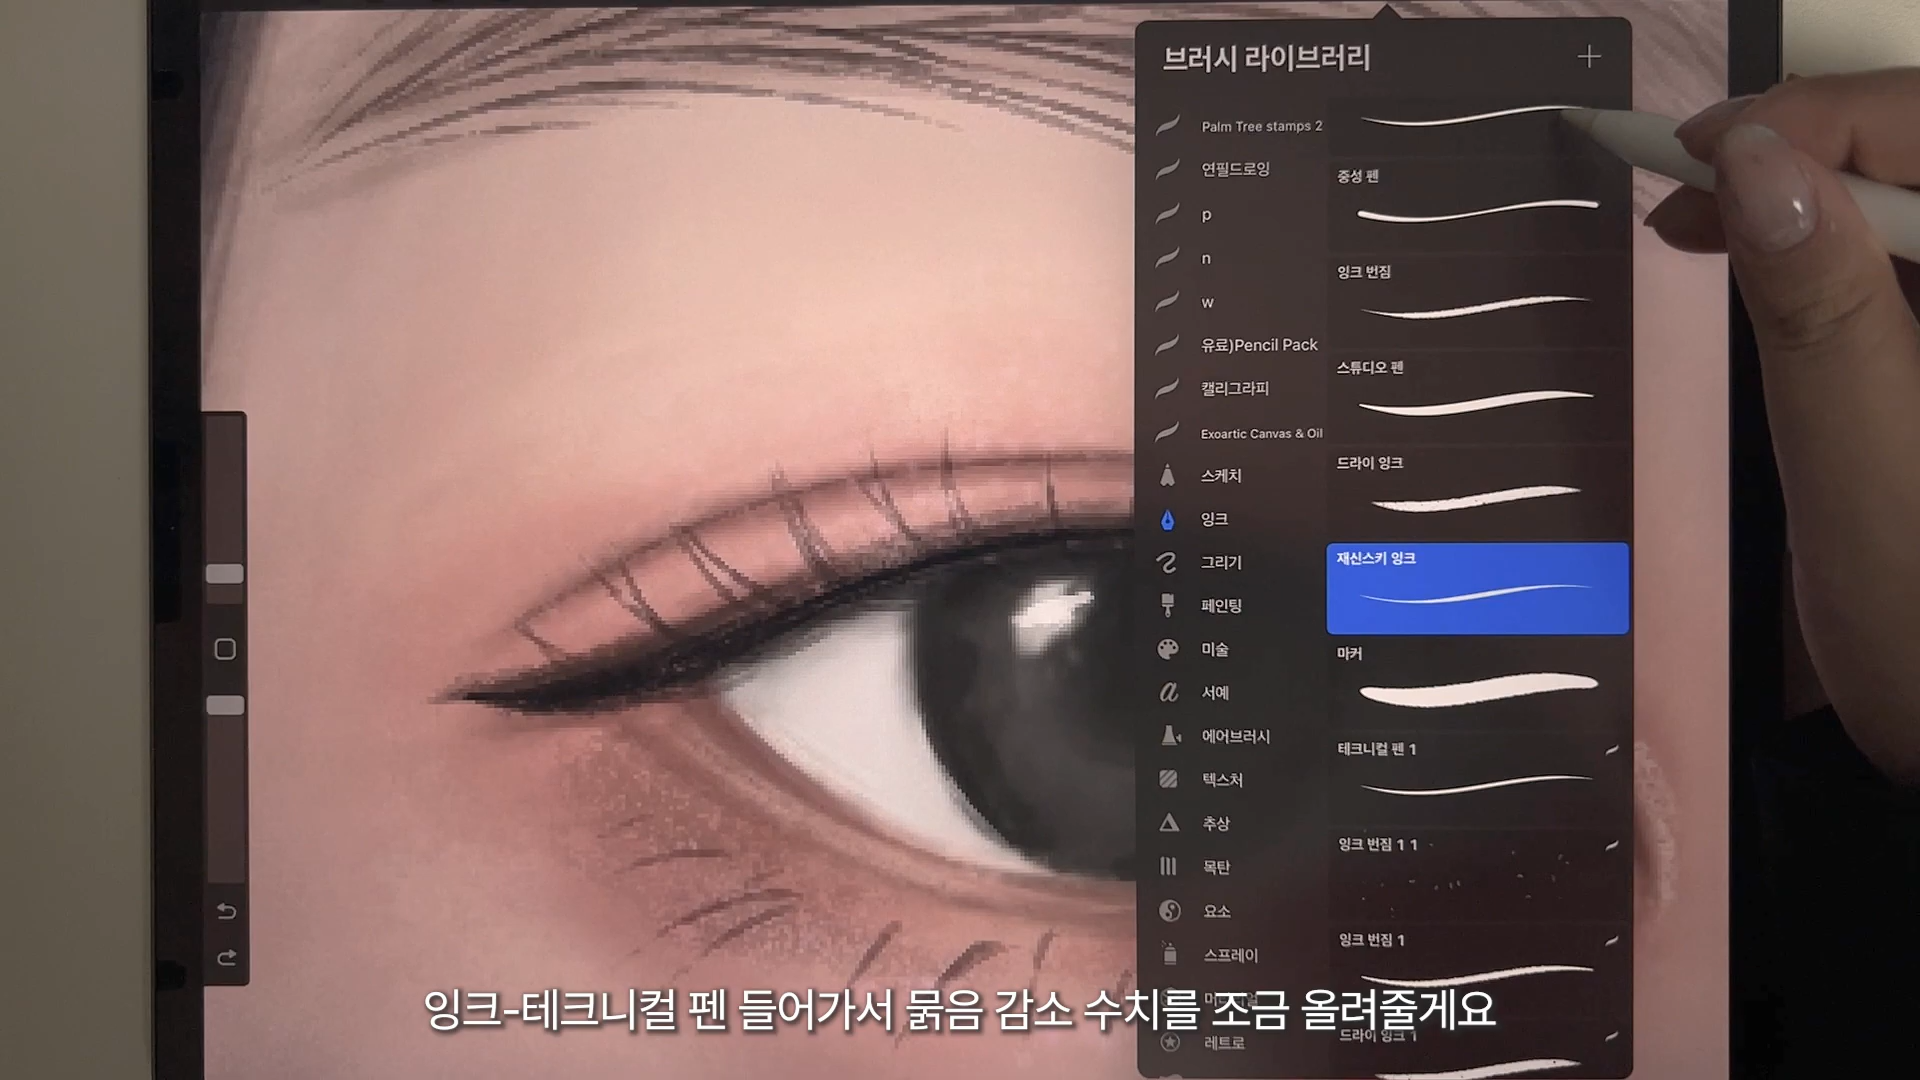 브러시 라이브러리
Palm Tree stamps 2
연필드로잉
p
n
w
유료)Pencil Pack
캘리그라피
Exoartic Canvas & Oil
스케치
잉크
그리기
페인팅
미술
서예
에어브러시
텍스처
추상
목탄
요소
스프레이
레트로
중성 펜
잉크 번짐
스튜디오 펜
드라이 잉크
재신스키 잉크
마커
테크니컬 펜 1
잉크 번짐 1 1
잉크 번짐 1
드라이 잉크 1
잉크-테크니컬 펜 들어가서 묽음 감소 수치를 조금 올려줄게요